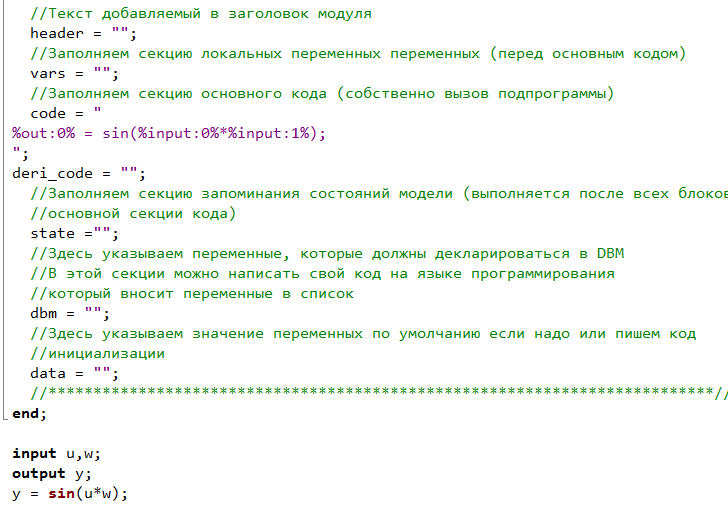 //Текст добавляемый в заголовок модуля
header = "";
//Заполняем секцию локальных переменных переменных (перед основным кодом)
vars = "";
//Заполняем секцию основного кода (собственно вызов подпрограммы)
code = "
%out:0% = sin(%input:0%*%input:1%);
";
deri_code = "";
//Заполняем секцию запоминания состояний модели (выполняется после всех блоков
//основной секции кода)
state ="";
//Здесь указываем переменные, которые должны декларироваться в DBM
//В этой секции можно написать свой код на языке программирования
//который вносит переменные в список
dbm = "";
//Здесь указываем значение переменных по умолчанию если надо или пишем код
//инициализации
data = "";
//**************************************************************************//
end;
input u,w;
output y;
y = sin(u*w);